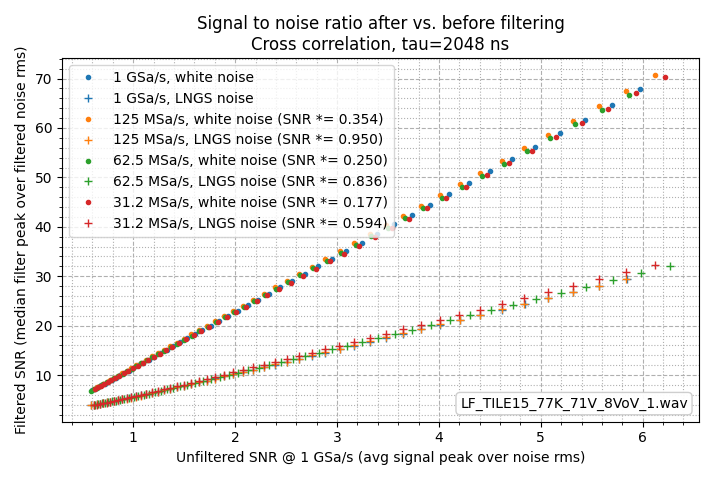 Signal to noise ratio after vs. before filtering
Cross correlation, tau=2048 ns
Filtered SNR (median filter peak over filtered noise rms)
70
60
50
40
30
20
10
1 GSa/s, white noise
1 GSa/s, LNGS noise
125 MSa/s, white noise (SNR *= 0.354)
125 MSa/s, LNGS noise (SNR *= 0.950)
62.5 MSa/s, white noise (SNR *= 0.250)
62.5 MSa/s, LNGS noise (SNR *= 0.836)
31.2 MSa/s, white noise (SNR *= 0.177)
31.2 MSa/s, LNGS noise (SNR *= 0.594)
LF_TILE15_77K_71V_8VoV_1.wav
1 2 3 4 5 6
Unfiltered SNR @ 1 GSa/s (avg signal peak over noise rms)